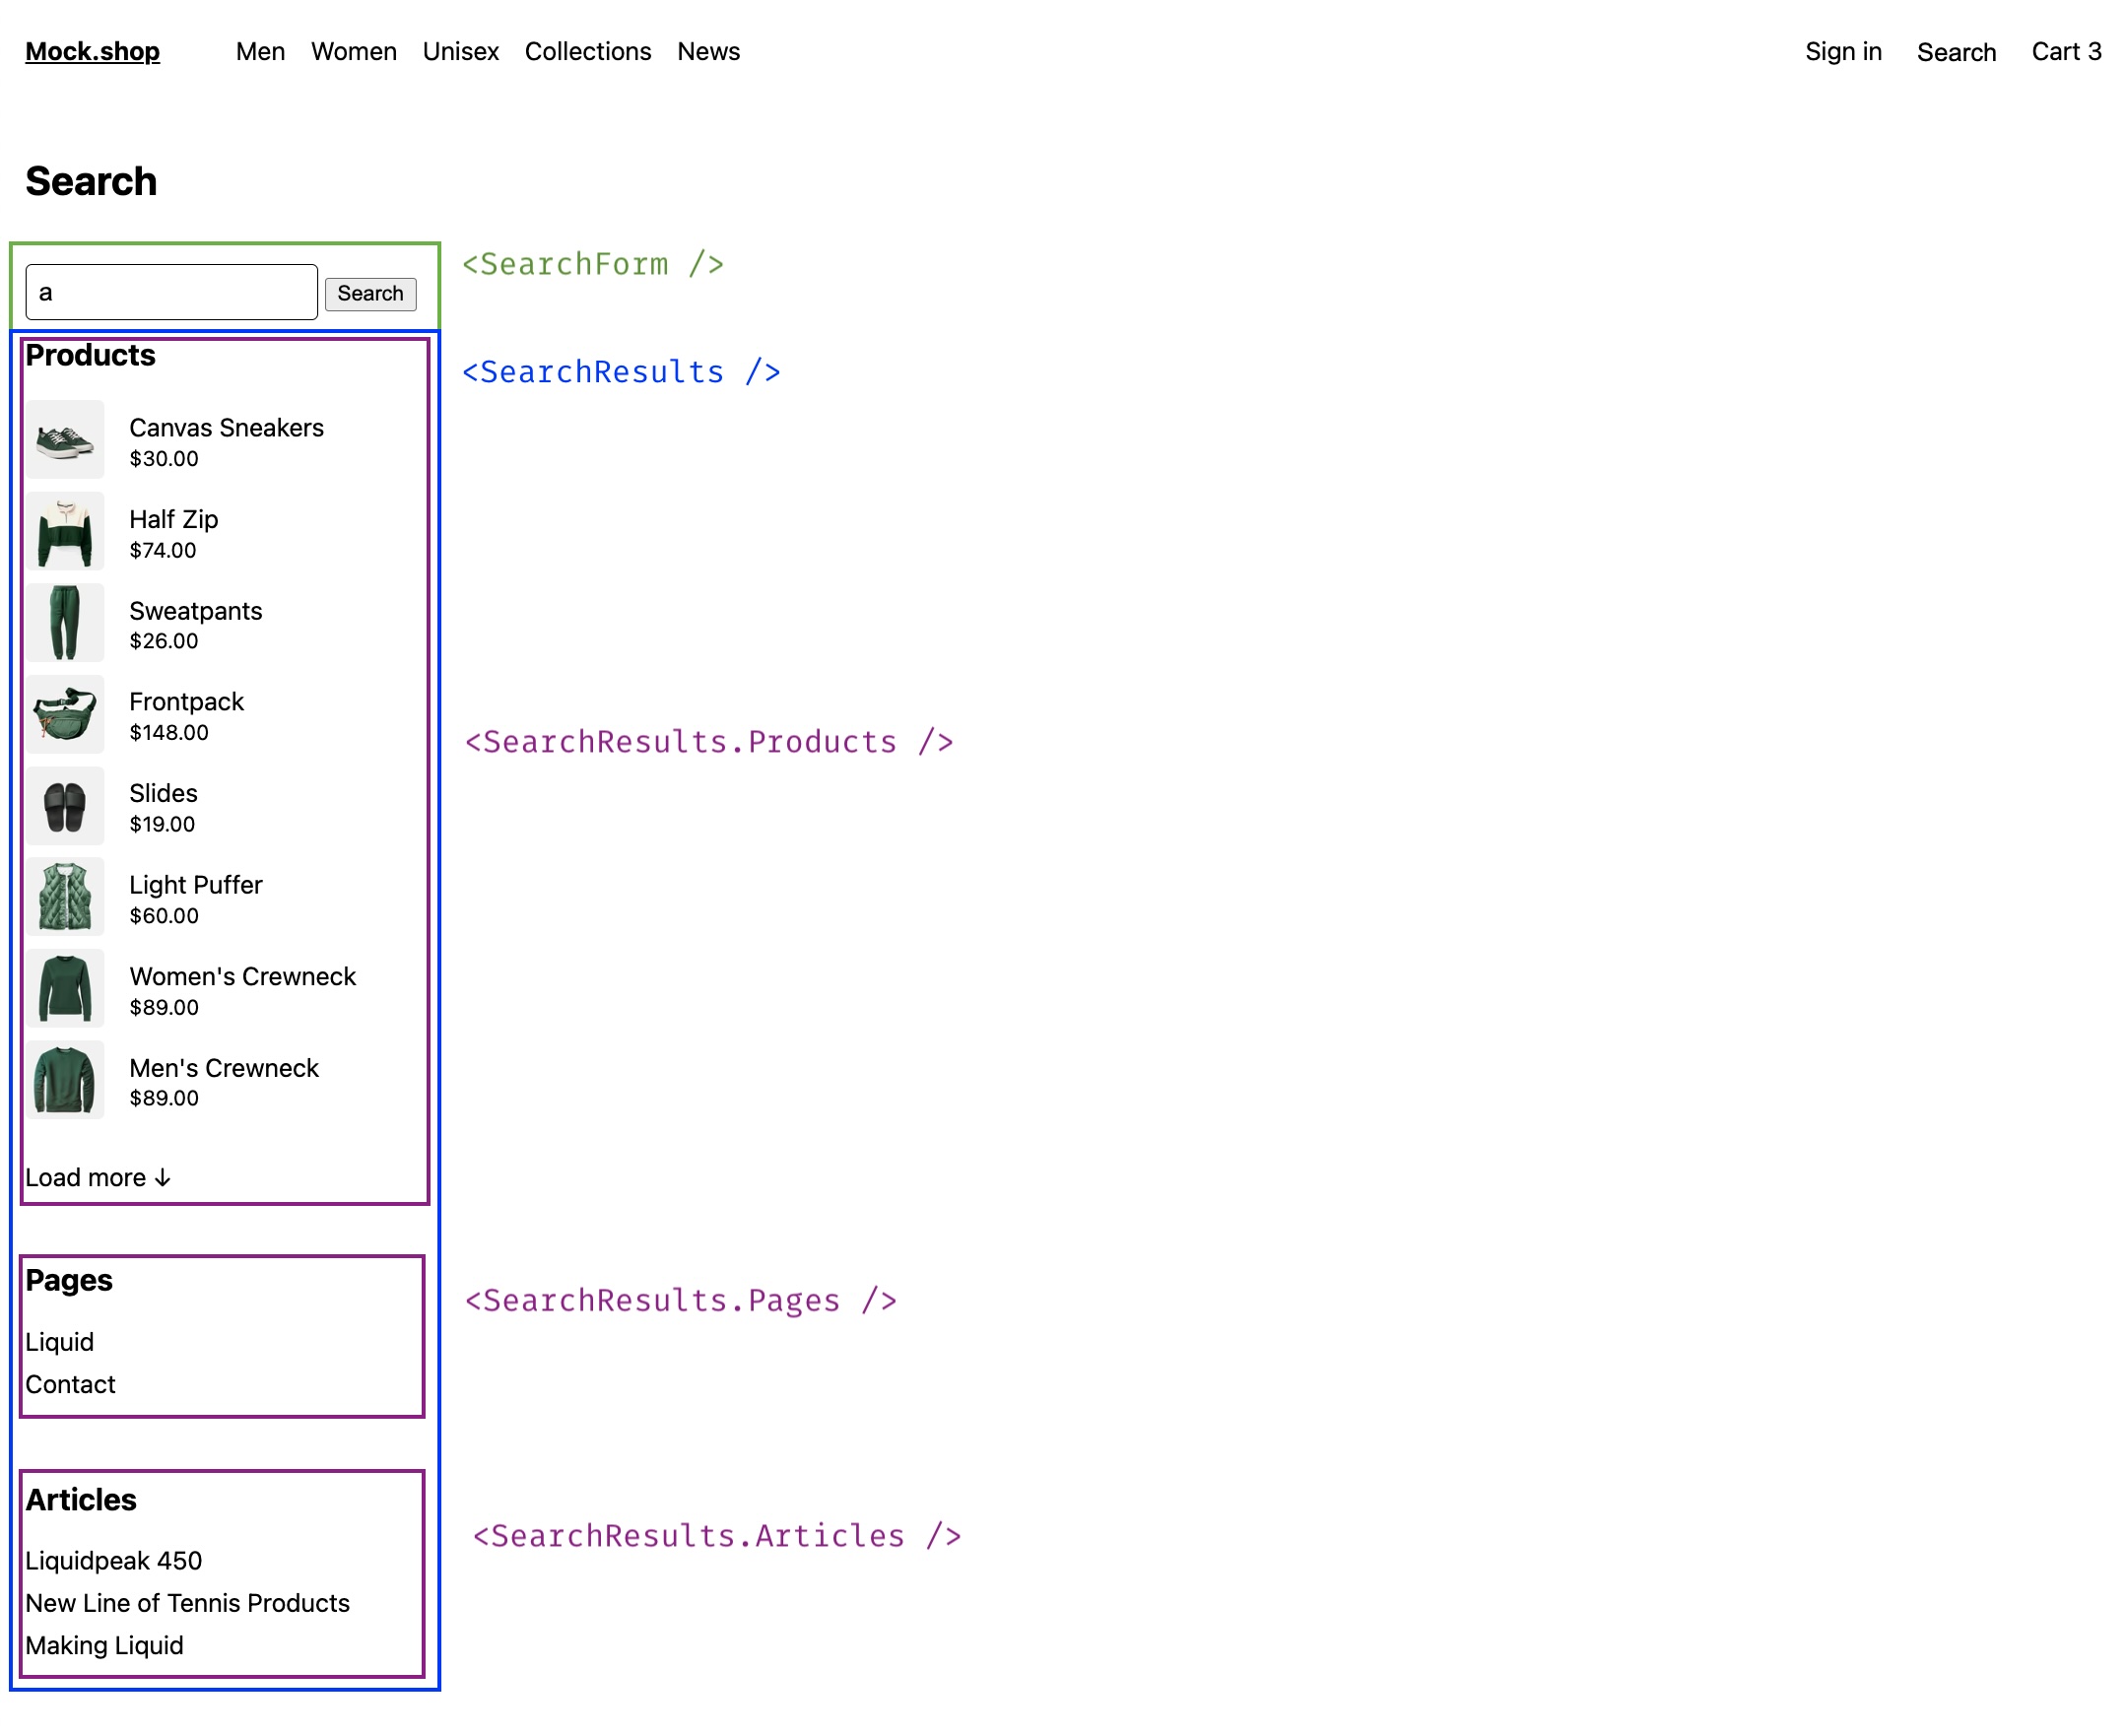 Mock.shop Men Women Unisex Collections News Sign in Search Cart 3
Search
<SearchForm />
a Search
<SearchResults />
Products
Canvas Sneakers
$30.00
Half Zip
$74.00
Sweatpants
$26.00
Frontpack
$148.00
<SearchResults.Products />
Slides
$19.00
Light Puffer
$60.00
Women's Crewneck
$89.00
Men's Crewneck
$89.00
Load more ↓
Pages
<SearchResults.Pages />
Liquid
Contact
Articles
<SearchResults.Articles />
Liquidpeak 450
New Line of Tennis Products
Making Liquid